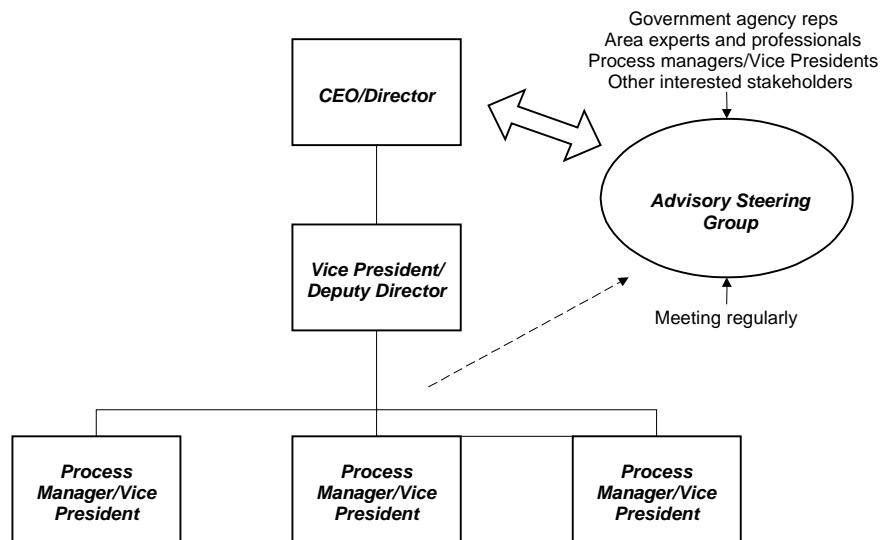 Government agency reps
Area experts and professionals
Process managers/Vice Presidents
Other interested stakeholders
CEO/Director
Advisory Steering
Group
Vice President/
Deputy Director
Meeting regularly
Process
Manager/Vice
President
Process
Manager/Vice
President
Process
Manager/Vice
President